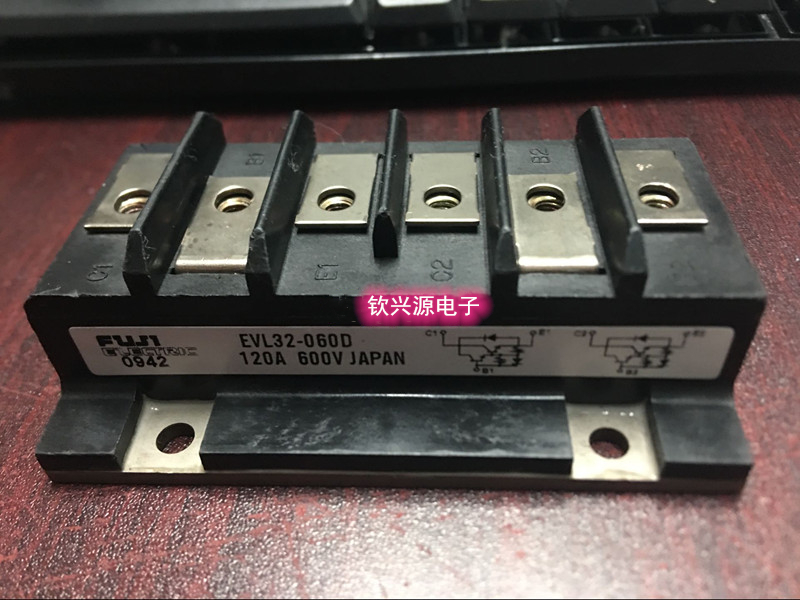 B1
B2
C1
E1
C2
钦兴源电子
FUJI
ELECTRIC
0942
EVL32-060D
120A 600V JAPAN
C1
E1
B1
C2
E2
B2